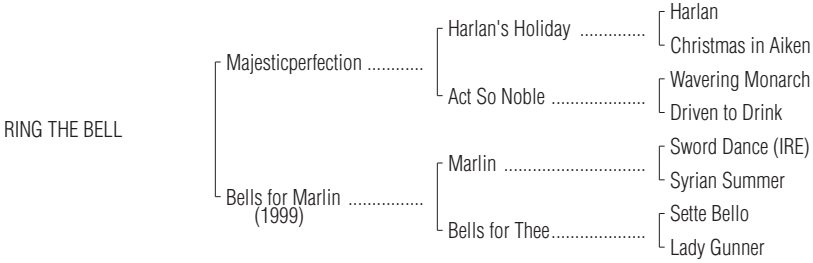 Harlan
Harlan's Holiday ..............
Christmas in Aiken
Majesticperfection ............
Wavering Monarch
Act So Noble ....................
Driven to Drink
RING THE BELL
Sword Dance (IRE)
Marlin ..............................
Syrian Summer
Bells for Marlin ................
(1999)
Sette Bello
Bells for Thee....................
Lady Gunner